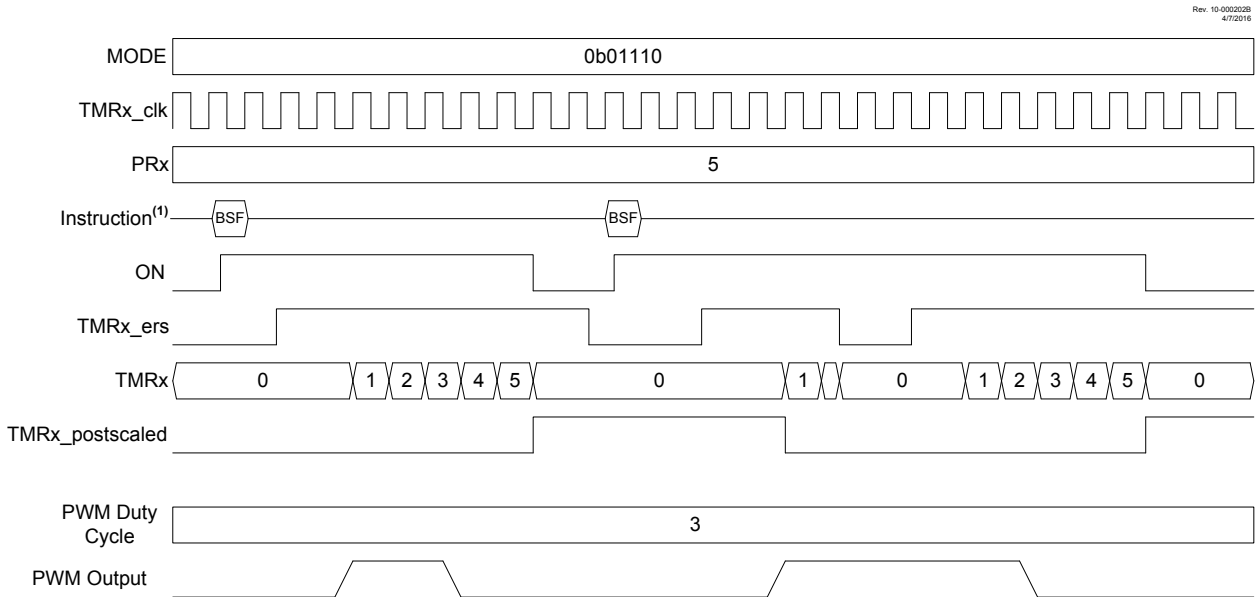 Rev. 10-000202B
4/7/2016
MODE 0b01110
TMRx_clk
PRx 5
Instruction(1) BSF BSF
ON
TMRx_ers
TMRx 0 1 2 3 4 5 0 1 0 1 2 3 4 5 0
TMRx_postscaled
PWM Duty
Cycle 3
PWM Output